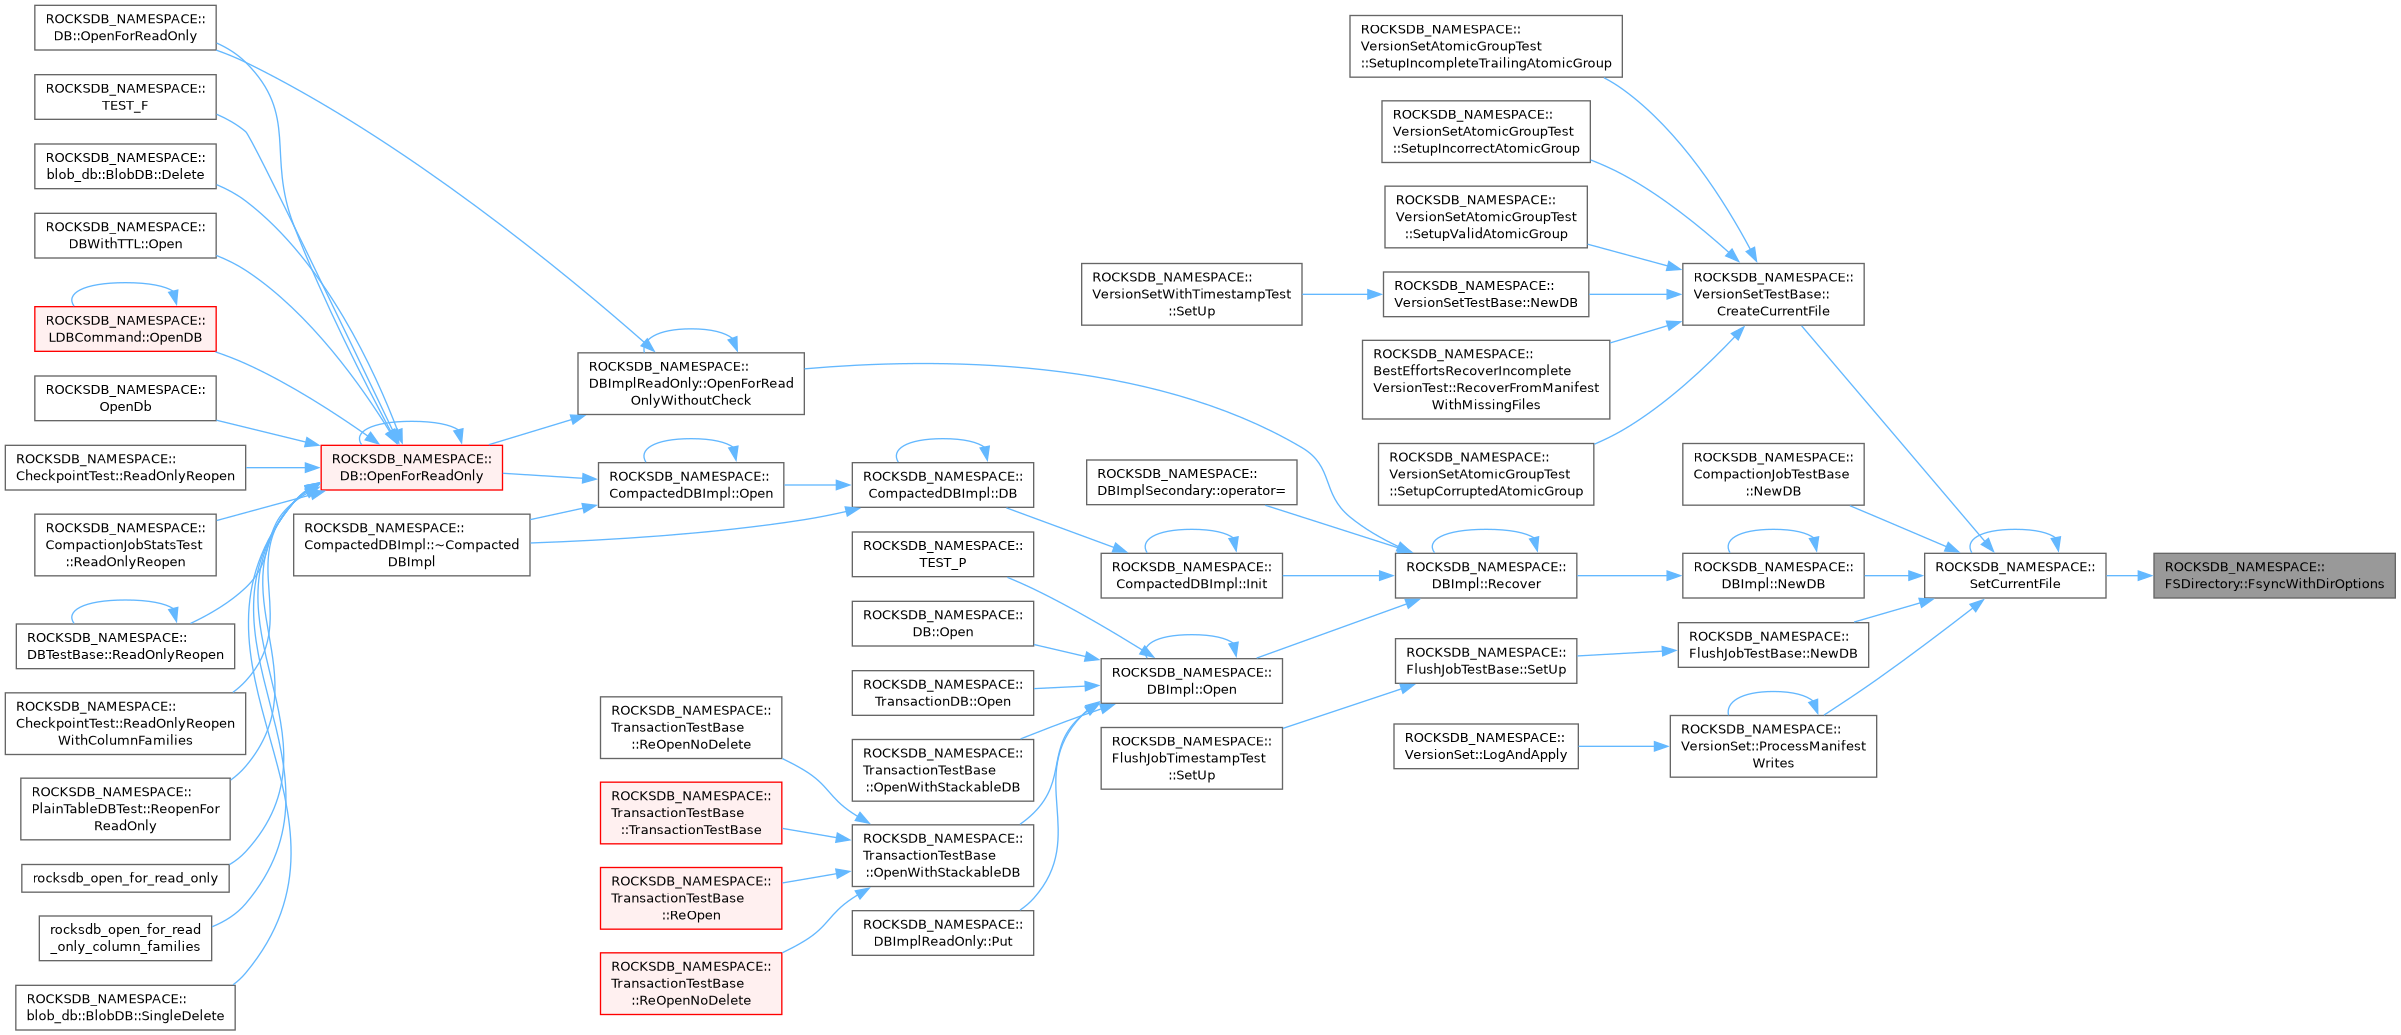 ROCKSDB_NAMESPACE::
DB::OpenForReadOnly
ROCKSDB_NAMESPACE::
TEST_F
ROCKSDB_NAMESPACE::
blob_db::BlobDB::Delete
ROCKSDB_NAMESPACE::
DBWithTTL::Open
ROCKSDB_NAMESPACE::
LDBCommand::OpenDB
ROCKSDB_NAMESPACE::
OpenDb
ROCKSDB_NAMESPACE::
CheckpointTest::ReadOnlyReopen
ROCKSDB_NAMESPACE::
CompactionJobStatsTest
::ReadOnlyReopen
ROCKSDB_NAMESPACE::
DBTestBase::ReadOnlyReopen
ROCKSDB_NAMESPACE::
CheckpointTest::ReadOnlyReopen
WithColumnFamilies
ROCKSDB_NAMESPACE::
PlainTableDBTest::ReopenFor
ReadOnly
rocksdb_open_for_read_only
rocksdb_open_for_read
_only_column_families
ROCKSDB_NAMESPACE::
blob_db::BlobDB::SingleDelete
ROCKSDB_NAMESPACE::
DB::OpenForReadOnly
ROCKSDB_NAMESPACE::
CompactedDBImpl::~Compacted
DBImpl
ROCKSDB_NAMESPACE::
DBImplReadOnly::OpenForRead
OnlyWithoutCheck
ROCKSDB_NAMESPACE::
CompactedDBImpl::Open
ROCKSDB_NAMESPACE::
TransactionTestBase
::ReOpenNoDelete
ROCKSDB_NAMESPACE::
TransactionTestBase
::TransactionTestBase
ROCKSDB_NAMESPACE::
TransactionTestBase
::ReOpen
ROCKSDB_NAMESPACE::
TransactionTestBase
::ReOpenNoDelete
ROCKSDB_NAMESPACE::
CompactedDBImpl::DB
ROCKSDB_NAMESPACE::
TEST_P
ROCKSDB_NAMESPACE::
DB::Open
ROCKSDB_NAMESPACE::
TransactionDB::Open
ROCKSDB_NAMESPACE::
TransactionTestBase
::OpenWithStackableDB
ROCKSDB_NAMESPACE::
TransactionTestBase
::OpenWithStackableDB
ROCKSDB_NAMESPACE::
DBImplReadOnly::Put
ROCKSDB_NAMESPACE::
VersionSetWithTimestampTest
::SetUp
ROCKSDB_NAMESPACE::
DBImplSecondary::operator=
ROCKSDB_NAMESPACE::
CompactedDBImpl::Init
ROCKSDB_NAMESPACE::
DBImpl::Open
ROCKSDB_NAMESPACE::
FlushJobTimestampTest
::SetUp
ROCKSDB_NAMESPACE::
VersionSetAtomicGroupTest
::SetupIncompleteTrailingAtomicGroup
ROCKSDB_NAMESPACE::
VersionSetAtomicGroupTest
::SetupIncorrectAtomicGroup
ROCKSDB_NAMESPACE::
VersionSetAtomicGroupTest
::SetupValidAtomicGroup
ROCKSDB_NAMESPACE::
VersionSetTestBase::NewDB
ROCKSDB_NAMESPACE::
BestEffortsRecoverIncomplete
VersionTest::RecoverFromManifest
WithMissingFiles
ROCKSDB_NAMESPACE::
VersionSetAtomicGroupTest
::SetupCorruptedAtomicGroup
ROCKSDB_NAMESPACE::
DBImpl::Recover
ROCKSDB_NAMESPACE::
FlushJobTestBase::SetUp
ROCKSDB_NAMESPACE::
VersionSet::LogAndApply
ROCKSDB_NAMESPACE::
VersionSetTestBase::
CreateCurrentFile
ROCKSDB_NAMESPACE::
CompactionJobTestBase
::NewDB
ROCKSDB_NAMESPACE::
DBImpl::NewDB
ROCKSDB_NAMESPACE::
FlushJobTestBase::NewDB
ROCKSDB_NAMESPACE::
VersionSet::ProcessManifest
Writes
ROCKSDB_NAMESPACE::
SetCurrentFile
ROCKSDB_NAMESPACE::
FSDirectory::FsyncWithDirOptions